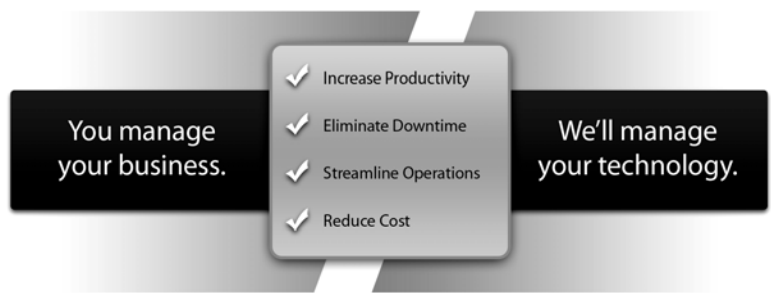 You manage
your business.
Increase Productivity
Eliminate Downtime
Streamline Operations
Reduce Cost
We’ll manage
your technology.